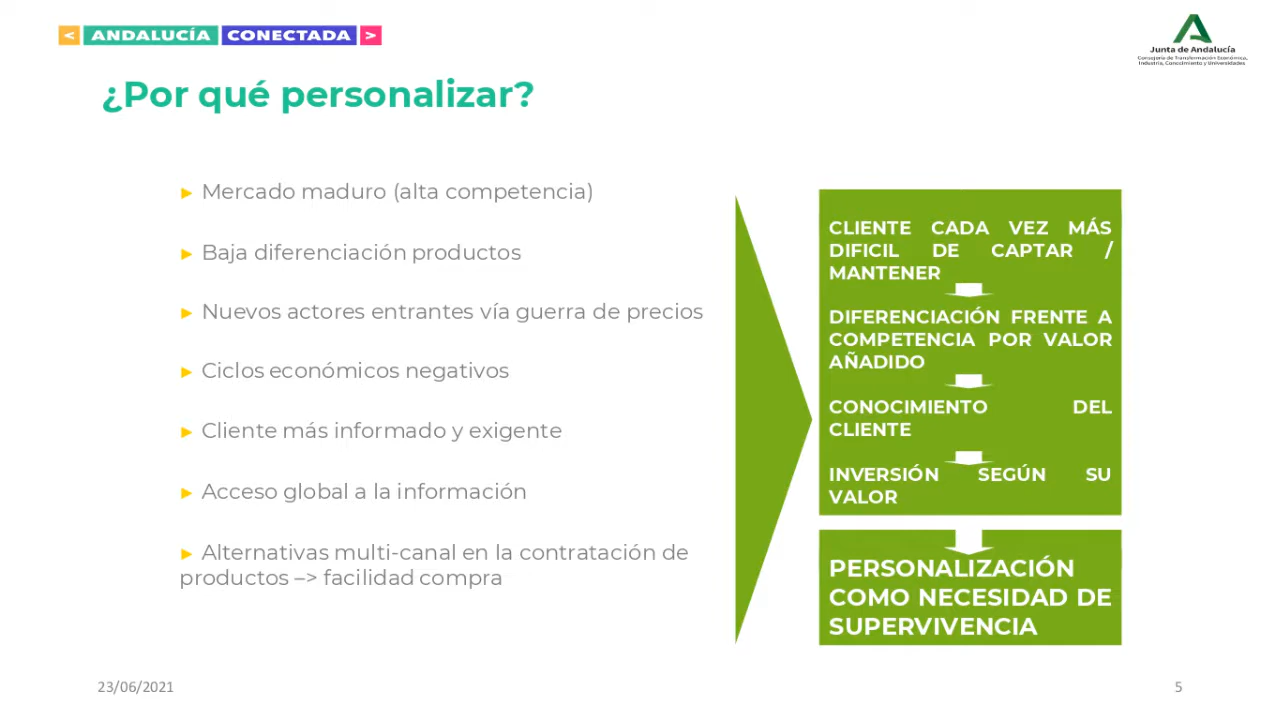 < ANDALUCÍA CONECTADA >
Junta de Andalucía
Consejería de Transformación Económica,
Industria, Conocimiento y Universidades
¿Por qué personalizar?
► Mercado maduro (alta competencia)
► Baja diferenciación productos
► Nuevos actores entrantes vía guerra de precios
► Ciclos económicos negativos
► Cliente más informado y exigente
► Acceso global a la información
► Alternativas multi-canal en la contratación de
productos –> facilidad compra
CLIENTE CADA VEZ MÁS
DIFICIL DE CAPTAR /
MANTENER
DIFERENCIACIÓN FRENTE A
COMPETENCIA POR VALOR
AÑADIDO
CONOCIMIENTO DEL
CLIENTE
INVERSIÓN SEGÚN SU
VALOR
PERSONALIZACIÓN
COMO NECESIDAD DE
SUPERVIVENCIA
23/06/2021
5